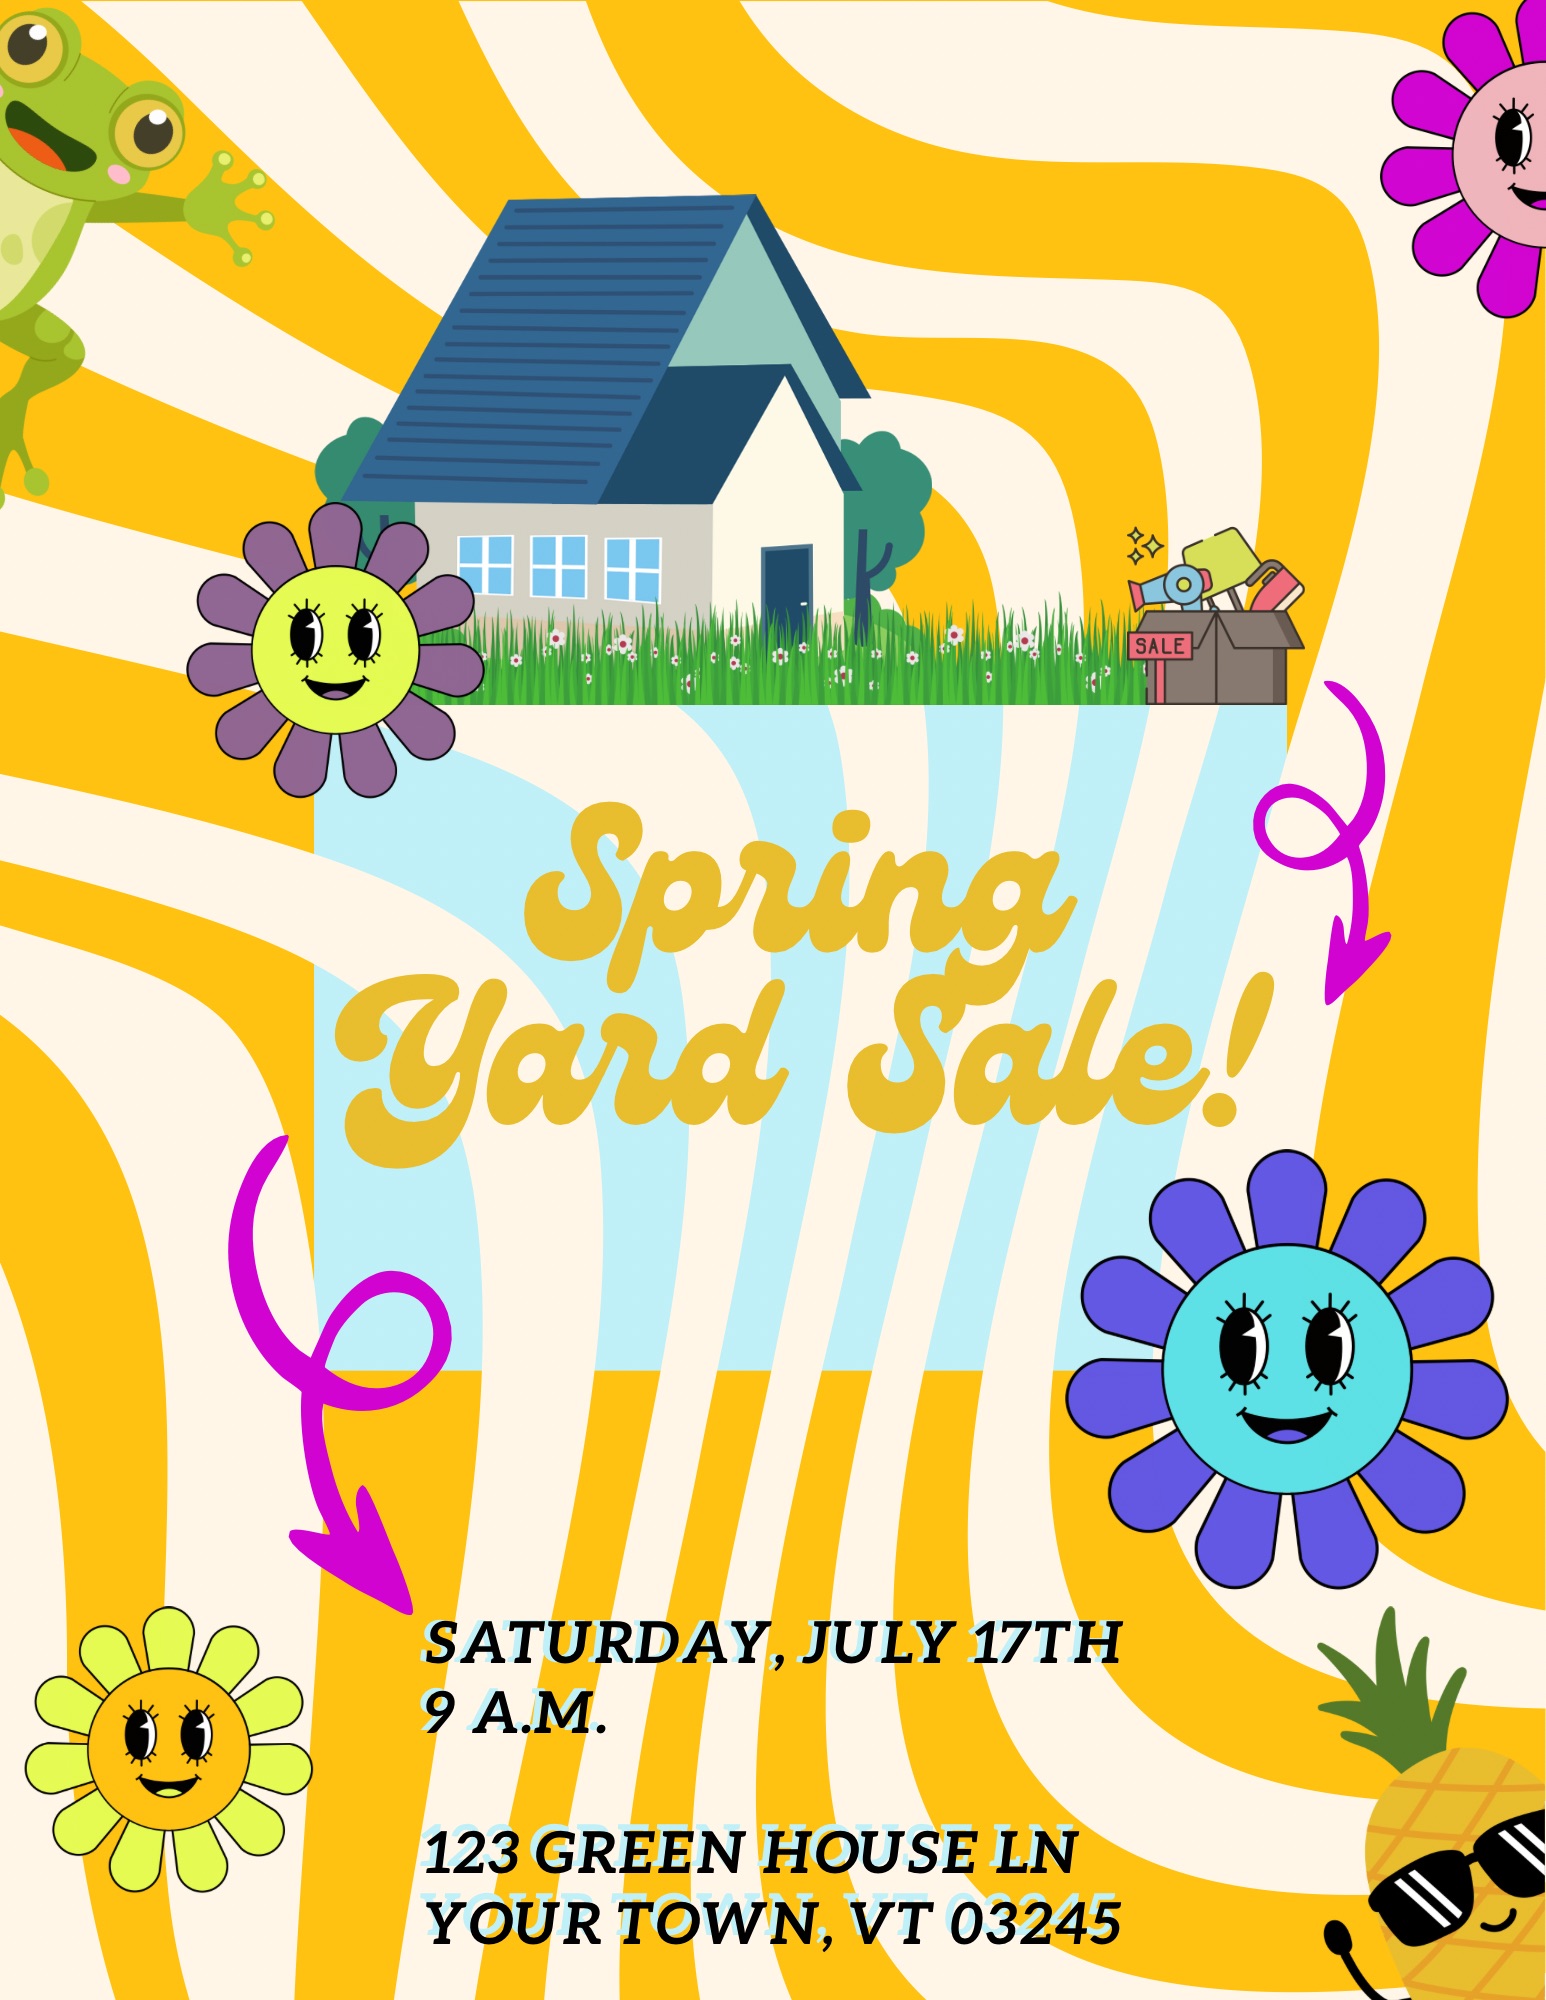 SALE
Spring
Yard Sale!
SATURDAY, JULY 17TH
9 A.M.
123 GREEN HOUSE LN
YOUR TOWN, VT 03245